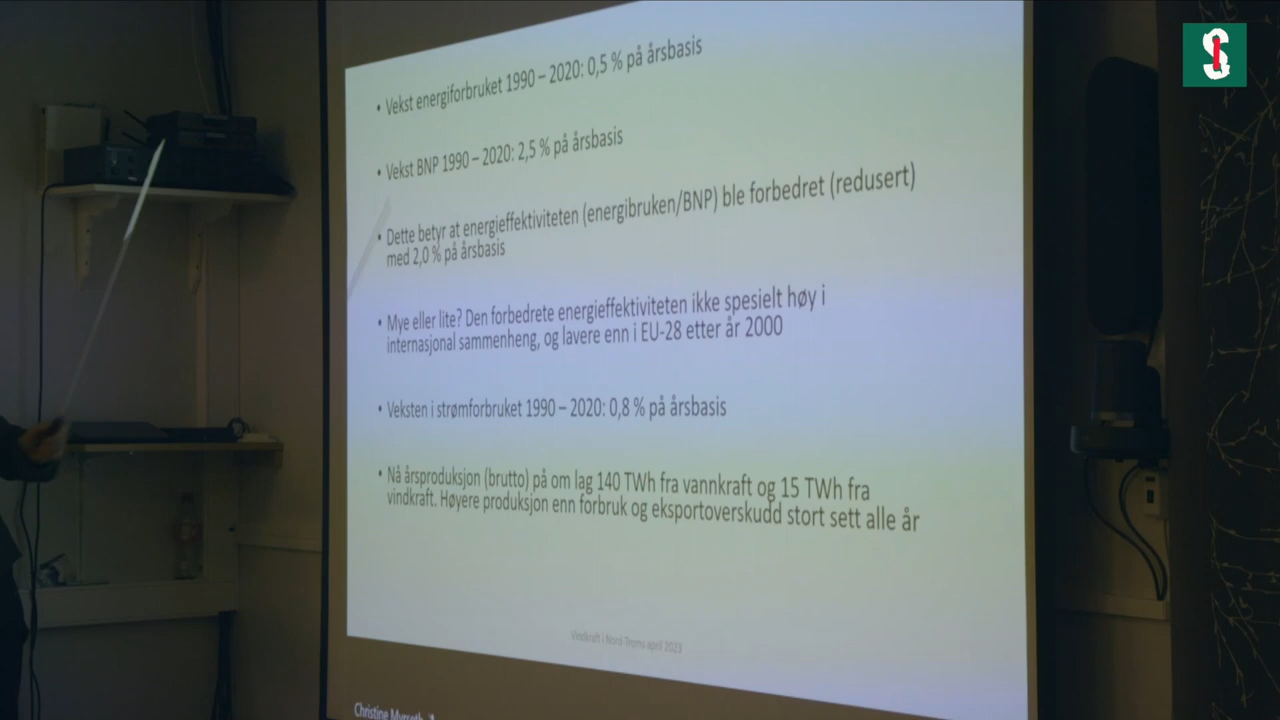 • Vekst energiforbruket 1990 – 2020: 0,5 % på årsbasis
• Vekst BNP 1990 – 2020: 2,5 % på årsbasis
• Dette betyr at energieffektiviteten (energibruken/BNP) ble forbedret (redusert)
med 2,0 % på årsbasis
• Mye eller lite? Den forbedrete energieffektiviteten ikke spesielt høy i
internasjonal sammenheng, og lavere enn i EU-28 etter år 2000
• Veksten i strømforbruket 1990 – 2020: 0,8 % på årsbasis
• Nå årsproduksjon (brutto) på om lag 140 TWh fra vannkraft og 15 TWh fra
vindkraft. Høyere produksjon enn forbruk og eksportoverskudd stort sett alle år
Vindkraft i Nord-Troms april 2023
Christine